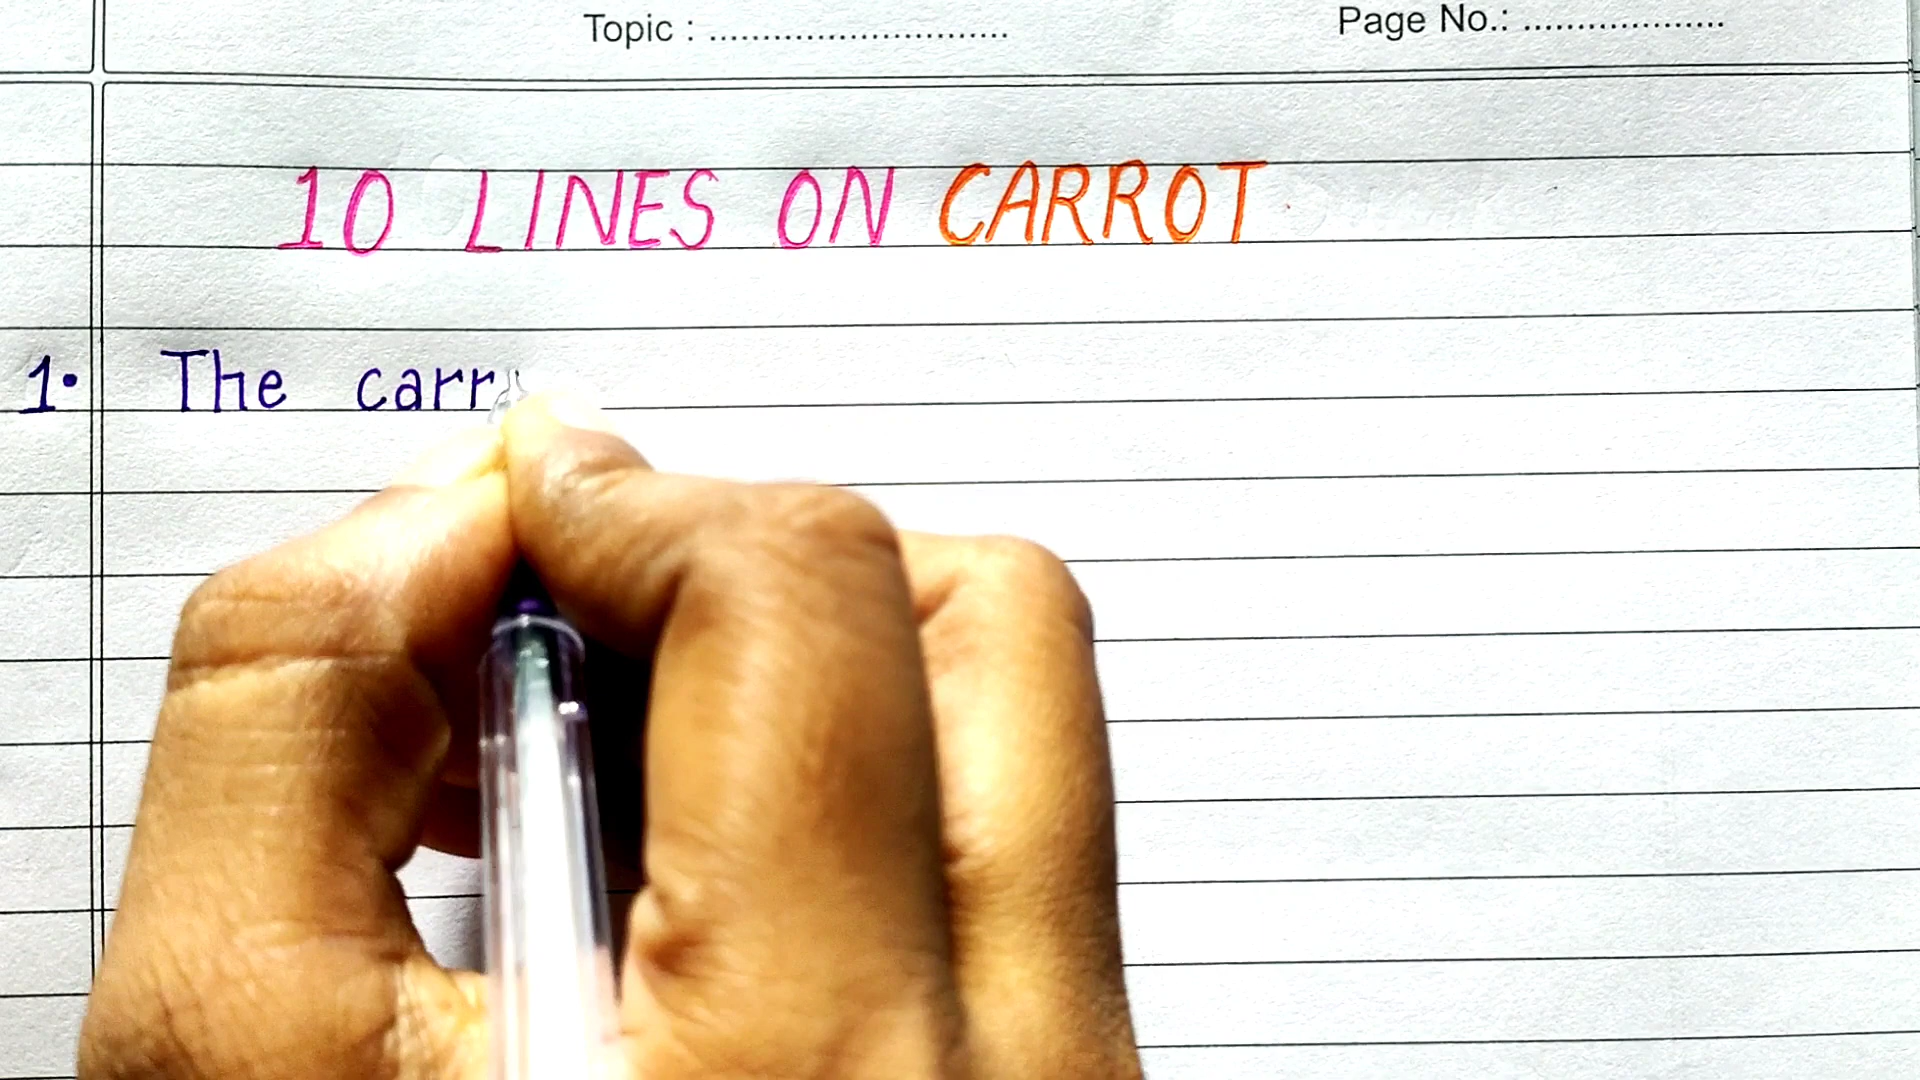 Topic : ............................ Page No.: ...................
10 LINES ON CARROT
1. The carr